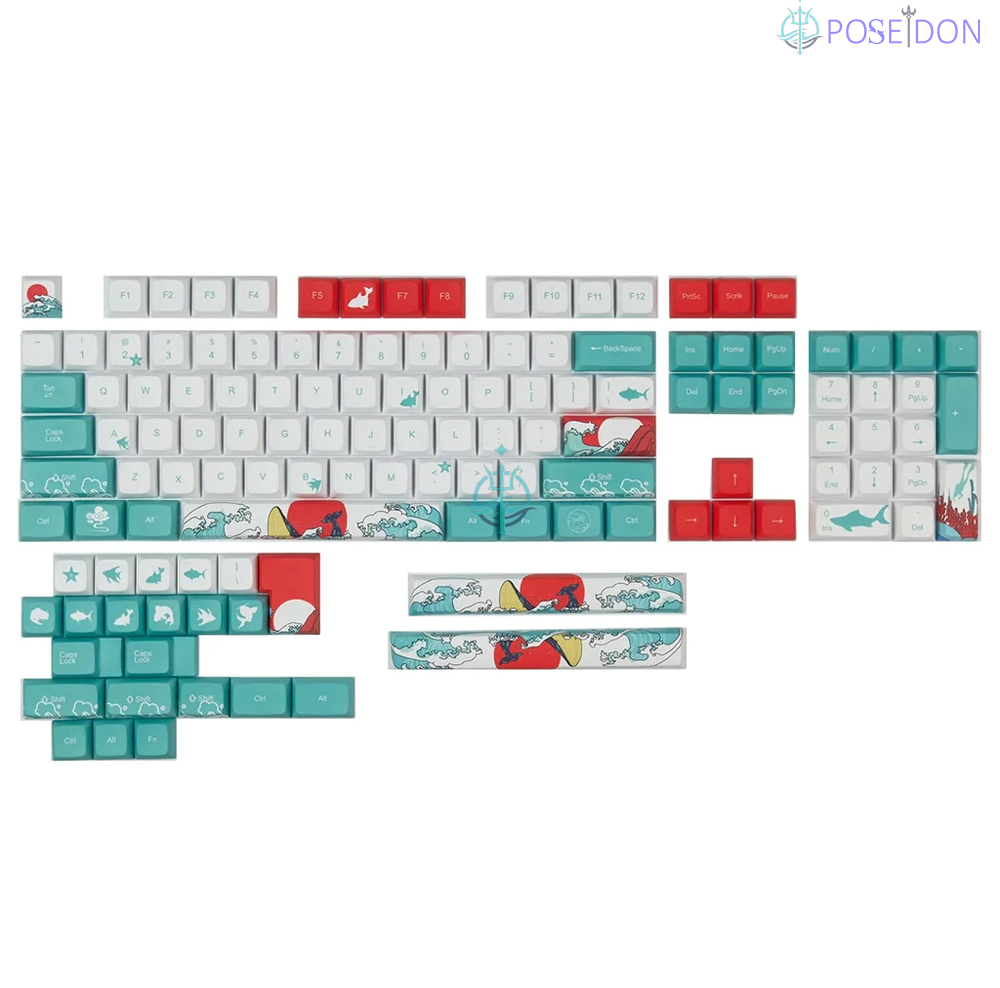 POSEIDON
F1 F2 F3 F4 F5 F7 F8 F9 F10 F11 F12 PrtSc Scrlk Pause
~ ! 1 @ 2 # 3 $ 4 % 5 ^ 6 & 7 * 8 ( 9 ) 0 - = ← BackSpace Ins Home PgUp Num / * -
Tab Q W E R T Y U I O P { [ } ] | \ Del End PgDn 7 Home 8 ↑ 9 PgUp +
Caps Lock A S D F G H J K L : ; 4 ← 5 6 →
Shift Z X C V B N M > Shift ↑ 1 End 2 ↓ 3 PgDn
Ctrl Alt Alt Fn Ctrl → ↓ → 0 Ins . Del
Caps Lock Caps Lock
Shift Shift Shift Ctrl Alt
Ctrl Alt Fn